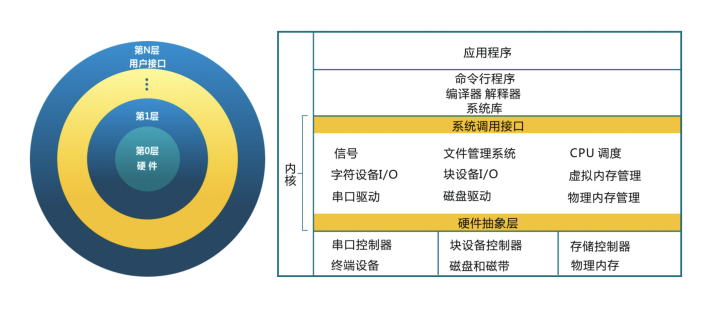 第N层
用户接口
⋮
第1层
第0层
硬 件
应用程序
命令行程序
编译器 解释器
系统库
系统调用接口
内核
信号 文件管理系统 CPU 调度
字符设备I/O 块设备I/O 虚拟内存管理
串口驱动 磁盘驱动 物理内存管理
硬件抽象层
串口控制器 块设备控制器 存储控制器
终端设备 磁盘和磁带 物理内存